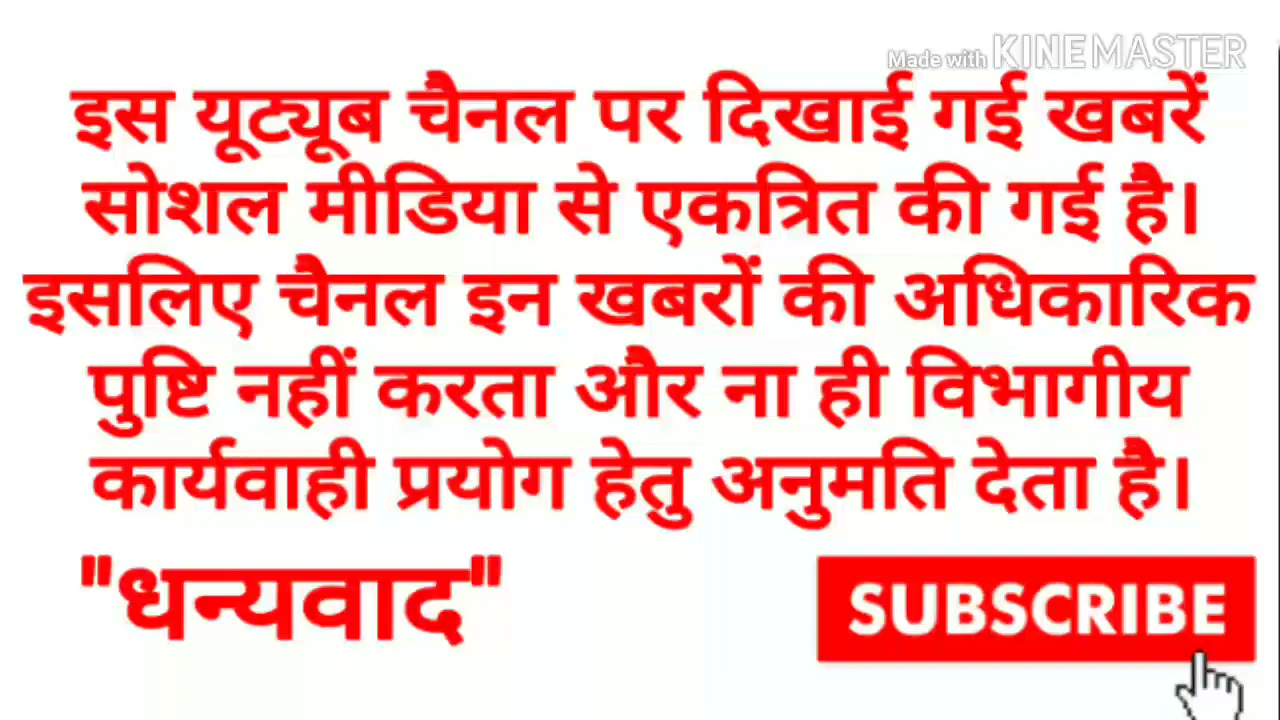 Made with KINEMASTER
इस यूट्यूब चैनल पर दिखाई गई खबरें
सोशल मीडिया से एकत्रित की गई है।
इसलिए चैनल इन खबरों की अधिकारिक
पुष्टि नहीं करता और ना ही विभागीय
कार्यवाही प्रयोग हेतु अनुमति देता है।
"धन्यवाद"
SUBSCRIBE